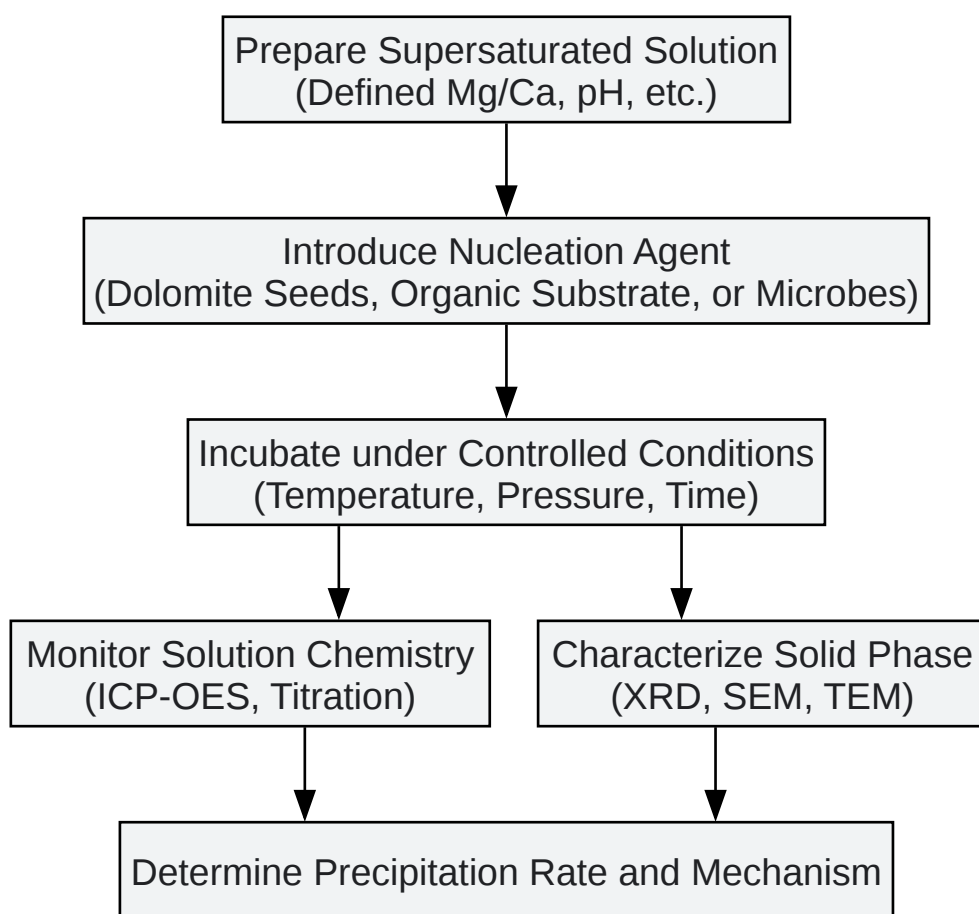 Prepare Supersaturated Solution
(Defined Mg/Ca, pH, etc.)
Introduce Nucleation Agent
(Dolomite Seeds, Organic Substrate, or Microbes)
Incubate under Controlled Conditions
(Temperature, Pressure, Time)
Monitor Solution Chemistry
(ICP-OES, Titration)
Characterize Solid Phase
(XRD, SEM, TEM)
Determine Precipitation Rate and Mechanism